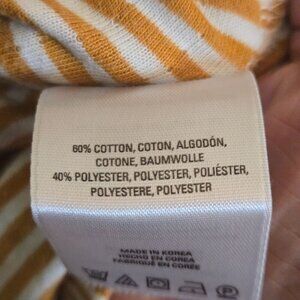 60% COTTON, COTON, ALGODÓN,
COTONE, BAUMWOLLE
40% POLYESTER, POLYESTER, POLIÉSTER,
POLYESTERE, POLYESTER
MADE IN KOREA
HECHO EN COREA
FABRIQUÉ EN CORÉE